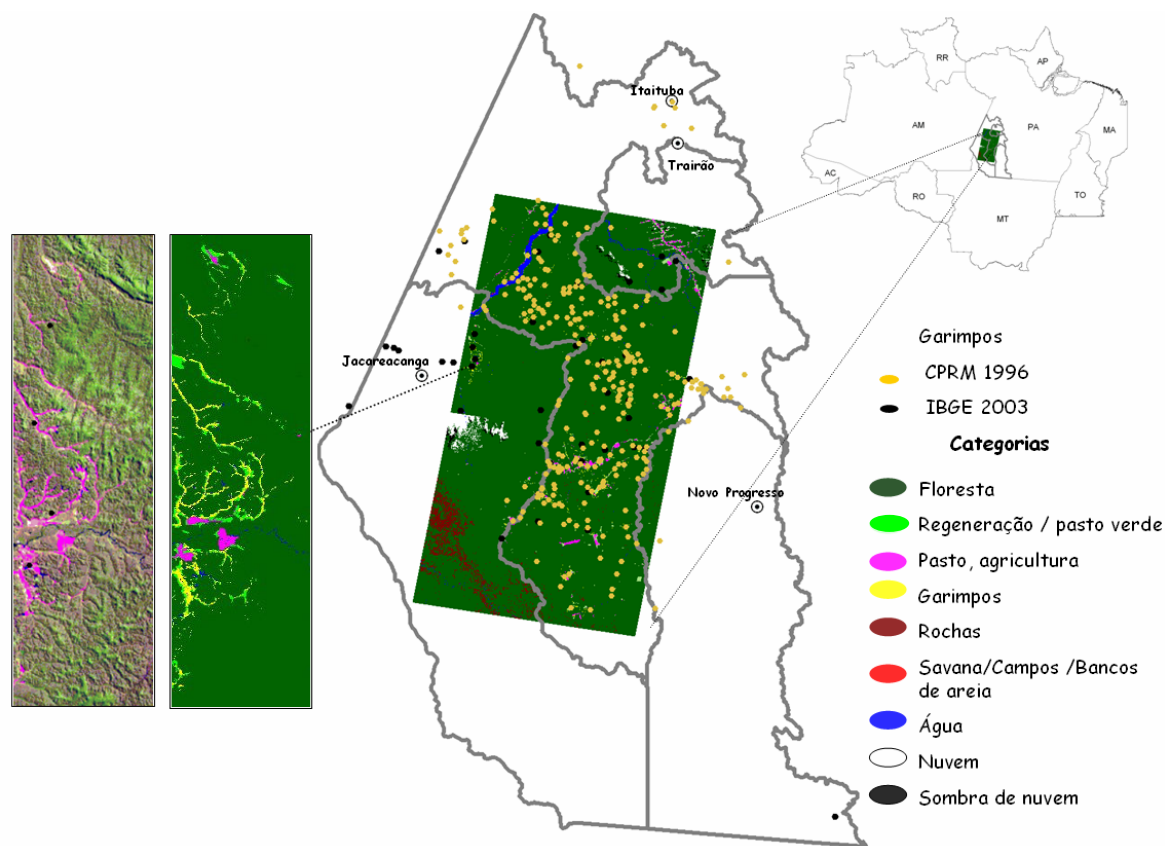 Itaituba
Trairão
Jacareacanga
Novo Progresso
RR
AP
AM
PA
MA
AC
RO
TO
MT
Garimpos
CPRM 1996
IBGE 2003
Categorias
Floresta
Regeneração / pasto verde
Pasto, agricultura
Garimpos
Rochas
Savana/Campos /Bancos
de areia
Água
Nuvem
Sombra de nuvem